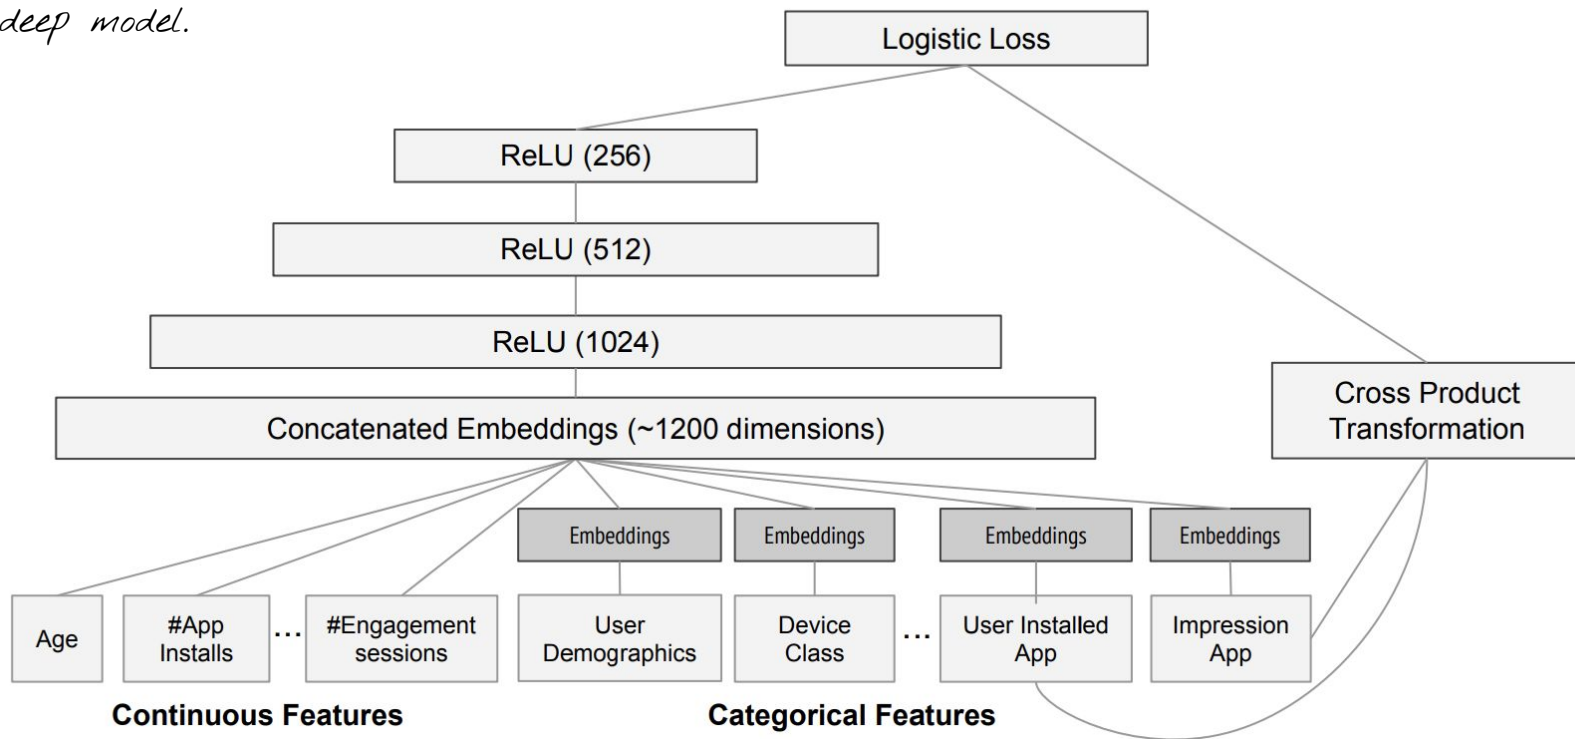 deep model.
Logistic Loss
ReLU (256)
ReLU (512)
ReLU (1024)
Concatenated Embeddings (~1200 dimensions)
Cross Product
Transformation
Embeddings
Embeddings
Embeddings
Embeddings
Age
#App
Installs
...
#Engagement
sessions
User
Demographics
Device
Class
...
User Installed
App
Impression
App
Continuous Features
Categorical Features